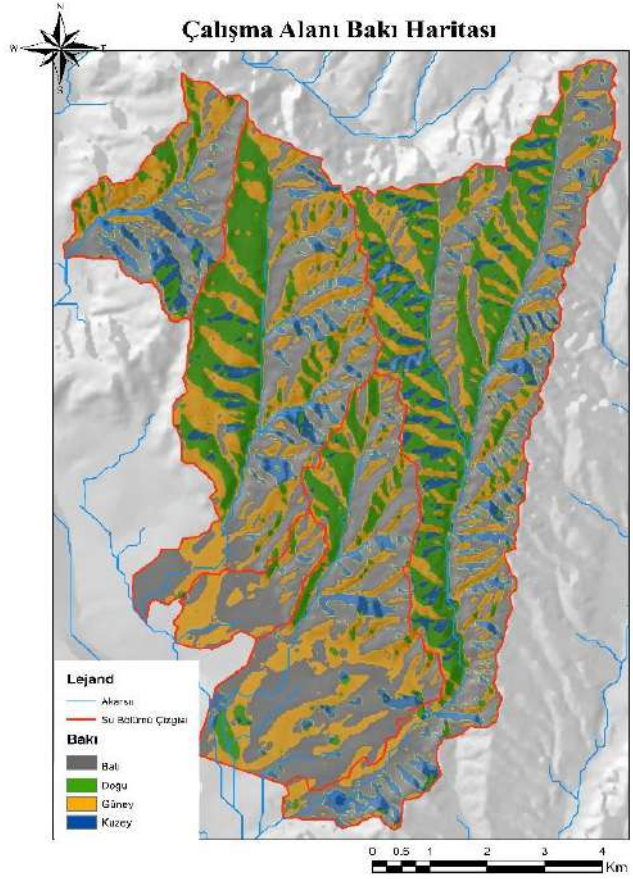 N
Çalışma Alanı Bakı Haritası
W
S
Lejand
Akarsu
Su Bölümü Çizgisi
Bakı
Batı
Doğu
Güney
Kuzey
0 0.5 1 2 3 4
Km